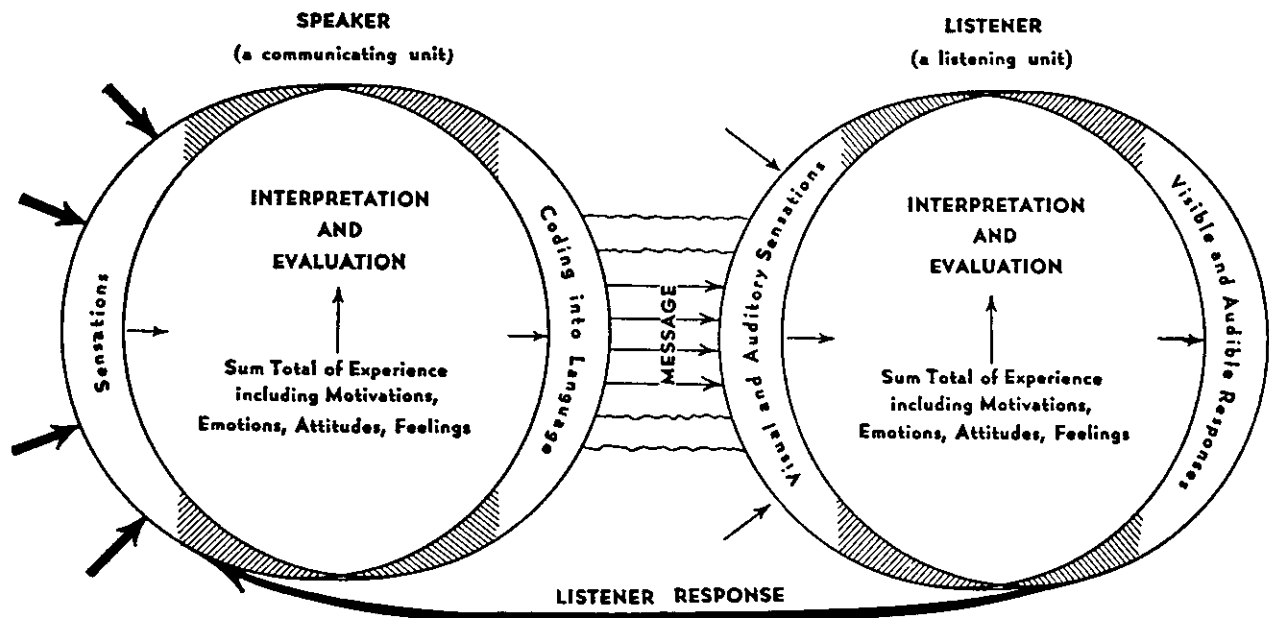 SPEAKER
(a communicating unit)
LISTENER
(a listening unit)
Sensations
INTERPRETATION
AND
EVALUATION
Sum Total of Experience
including Motivations,
Emotions, Attitudes, Feelings
Coding into Language
MESSAGE
Visual and Auditory Sensations
INTERPRETATION
AND
EVALUATION
Sum Total of Experience
including Motivations,
Emotions, Attitudes, Feelings
Visible and Audible Responses
LISTENER RESPONSE